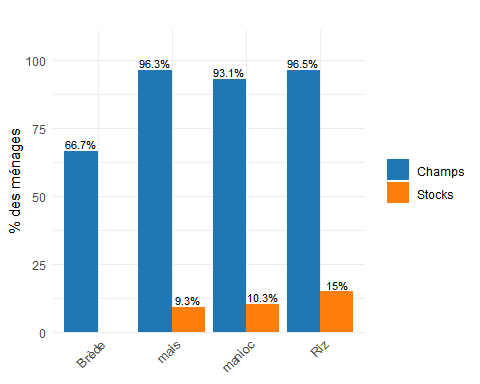 % des ménages
100
75
50
25
0
66.7%
96.3%
9.3%
93.1%
10.3%
96.5%
15%
Brède
maïs
manioc
Riz
Champs
Stocks